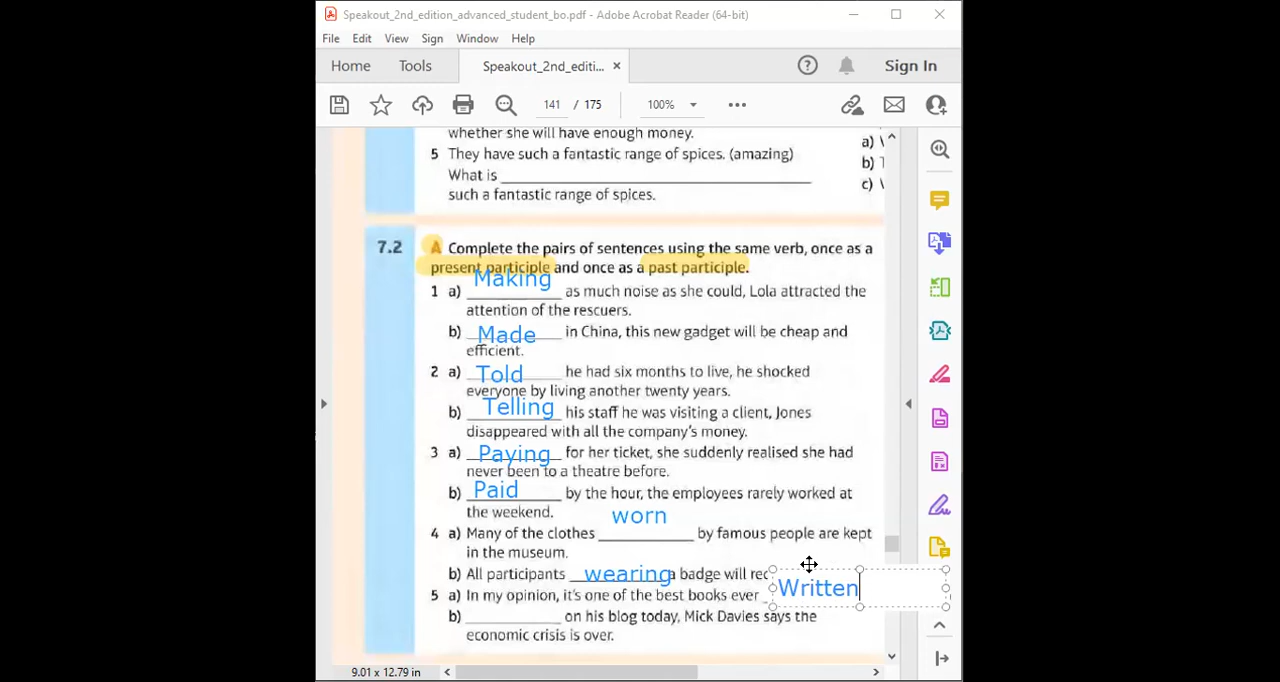 Speakout_2nd_edition_advanced_student_bo.pdf - Adobe Acrobat Reader (64-bit)
File Edit View Sign Window Help
Home Tools Speakout_2nd_editi... × Sign In
141 / 175 100%
whether she will have enough money.
5 They have such a fantastic range of spices. (amazing)
What is
such a fantastic range of spices.
a)
b)
c)
7.2 A Complete the pairs of sentences using the same verb, once as a
present participle and once as a past participle.
1 a) Making as much noise as she could, Lola attracted the
attention of the rescuers.
b) Made in China, this new gadget will be cheap and
efficient.
2 a) Told he had six months to live, he shocked
everyone by living another twenty years.
b) Telling his staff he was visiting a client, Jones
disappeared with all the company's money.
3 a) Paying for her ticket, she suddenly realised she had
never been to a theatre before.
b) Paid by the hour, the employees rarely worked at
the weekend.
4 a) Many of the clothes worn by famous people are kept
in the museum.
b) All participants wearing a badge will rec
5 a) In my opinion, it's one of the best books ever Written
b) on his blog today, Mick Davies says the
economic crisis is over.
9.01 x 12.79 in